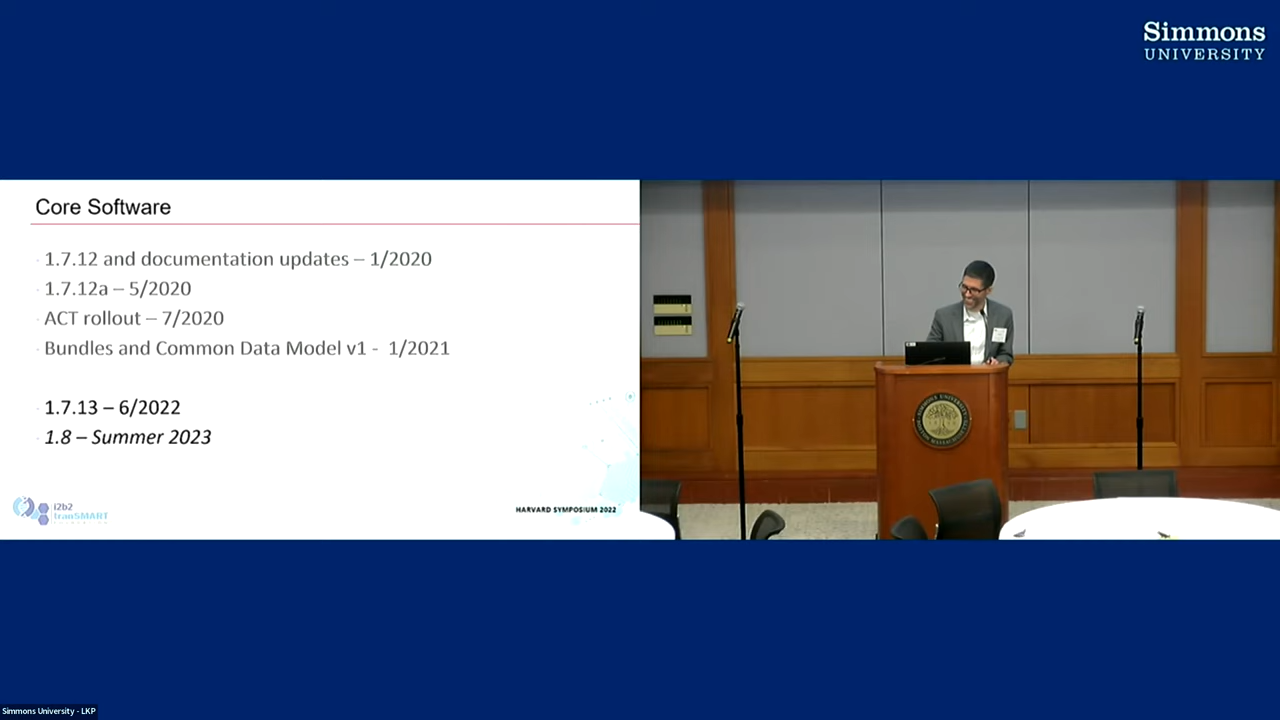 Simmons
UNIVERSITY
Core Software
1.7.12 and documentation updates – 1/2020
1.7.12a – 5/2020
ACT rollout – 7/2020
Bundles and Common Data Model v1 - 1/2021
1.7.13 – 6/2022
1.8 – Summer 2023
i2b2
tranSMART
HARVARD SYMPOSIUM 2022
Simmons University - LKP